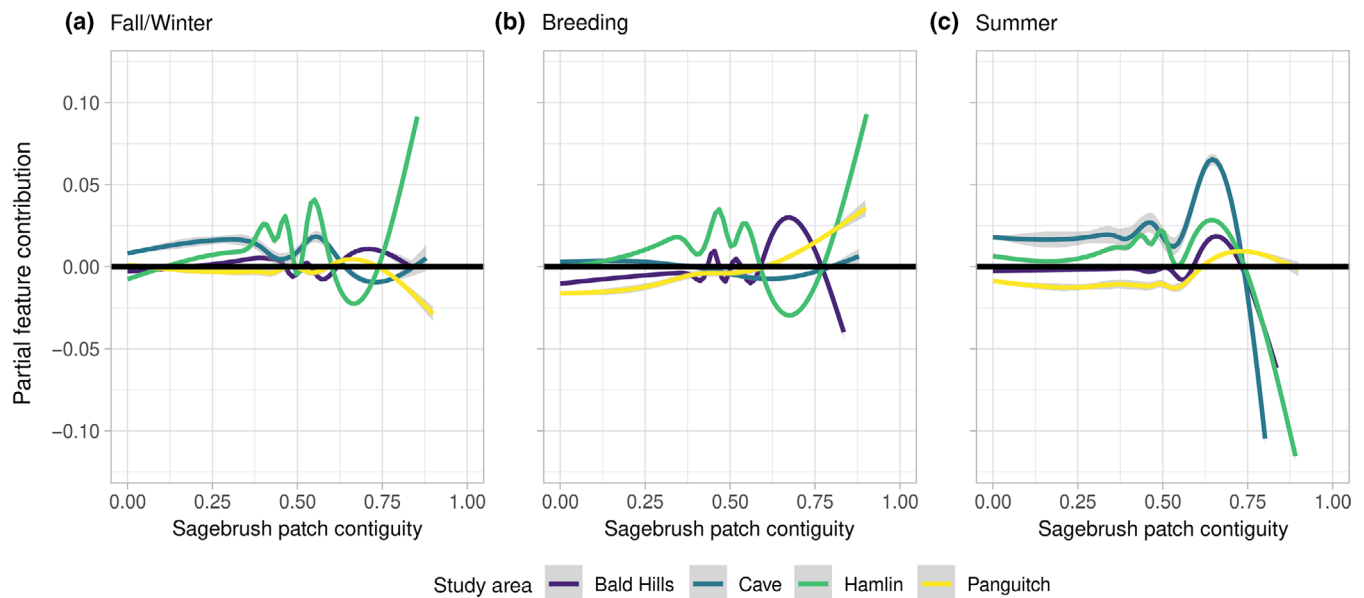 (a) Fall/Winter
(b) Breeding
(c) Summer
Partial feature contribution
0.10
0.05
0.00
−0.05
−0.10
0.00 0.25 0.50 0.75 1.00
0.00 0.25 0.50 0.75 1.00
0.00 0.25 0.50 0.75 1.00
Sagebrush patch contiguity
Sagebrush patch contiguity
Sagebrush patch contiguity
Study area Bald Hills Cave Hamlin Panguitch